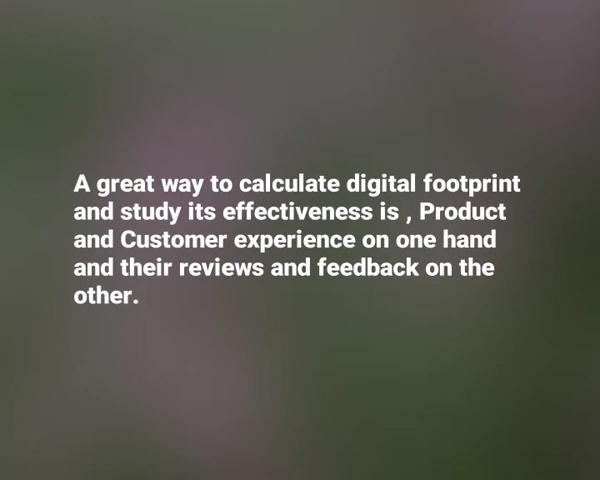 A great way to calculate digital footprint
and study its effectiveness is , Product
and Customer experience on one hand
and their reviews and feedback on the
other.